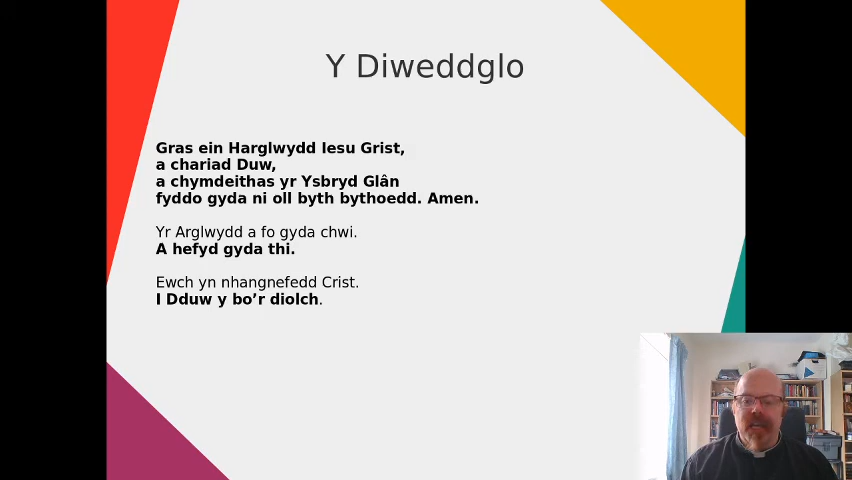 Y Diweddglo
Gras ein Harglwydd Iesu Grist,
a chariad Duw,
a chymdeithas yr Ysbryd Glân
fyddo gyda ni oll byth bythoedd. Amen.
Yr Arglwydd a fo gyda chwi.
A hefyd gyda thi.
Ewch yn nhangnefedd Crist.
I Dduw y bo’r diolch.